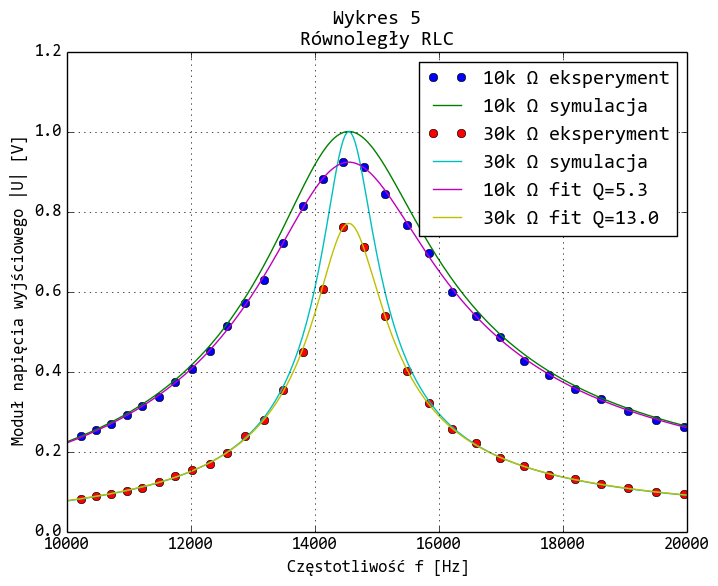 Wykres 5
Równoległy RLC
10k Ω eksperyment
10k Ω symulacja
30k Ω eksperyment
30k Ω symulacja
10k Ω fit Q=5.3
30k Ω fit Q=13.0
Moduł napięcia wyjściowego |U| [V]
1.2
1.0
0.8
0.6
0.4
0.2
0.0
10000 12000 14000 16000 18000 20000
Częstotliwość f [Hz]